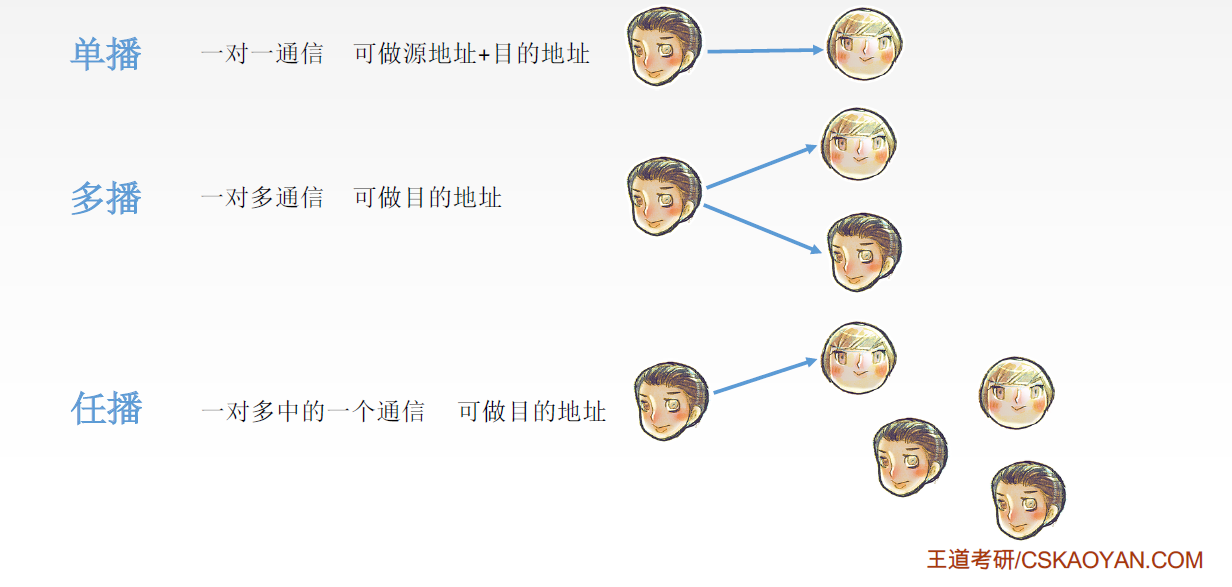 单播 一对一通信 可做源地址+目的地址
多播 一对多通信 可做目的地址
任播 一对多中的一个通信 可做目的地址
王道考研/CSKAOYAN.COM